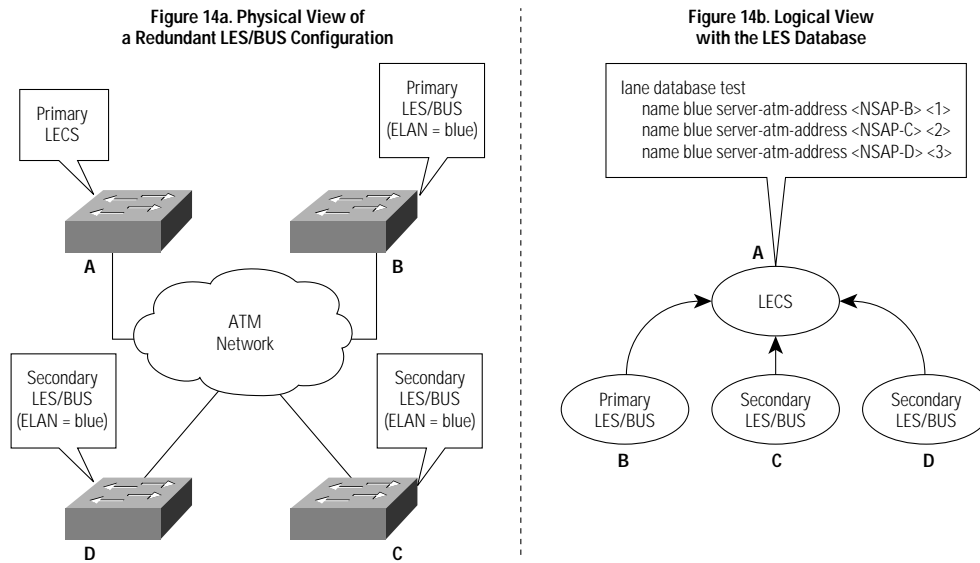 Figure 14a. Physical View of
a Redundant LES/BUS Configuration
Primary
LECS
Primary
LES/BUS
(ELAN = blue)
A
B
ATM
Network
Secondary
LES/BUS
(ELAN = blue)
Secondary
LES/BUS
(ELAN = blue)
D
C
Figure 14b. Logical View
with the LES Database
lane database test
name blue server-atm-address <NSAP-B> <1>
name blue server-atm-address <NSAP-C> <2>
name blue server-atm-address <NSAP-D> <3>
A
LECS
Primary
LES/BUS
Secondary
LES/BUS
Secondary
LES/BUS
B
C
D